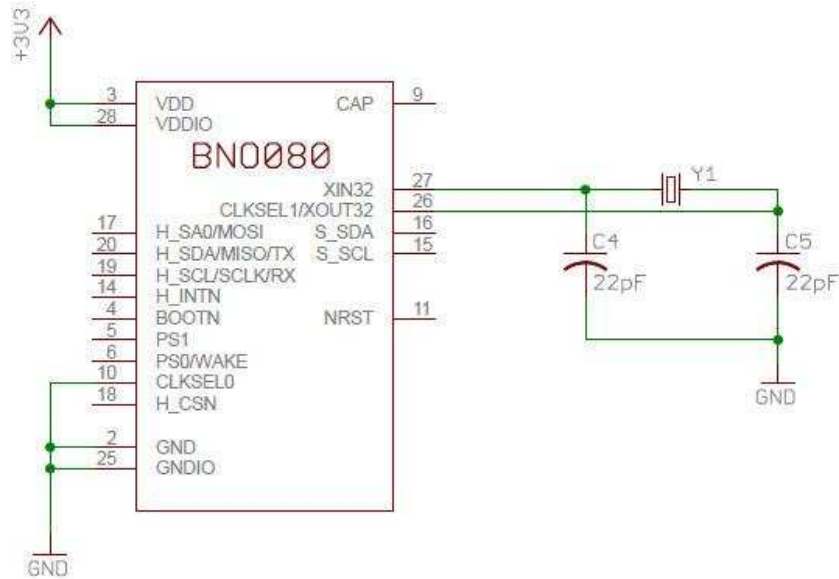 +3V3
3 VDD CAP 9
28 VDDIO
BNO080
XIN32 27 Y1
CLKSEL1/XOUT32 26
17 H_SA0/MOSI S_SDA 16 C4 C5
20 H_SDA/MISO/TX S_SCL 15
19 H_SCL/SCLK/RX 22pF 22pF
14 H_INTN
4 BOOTN NRST 11
5 PS1
6 PS0/WAKE
10 CLKSEL0
18 H_CSN GND
2 GND
25 GNDIO
GND